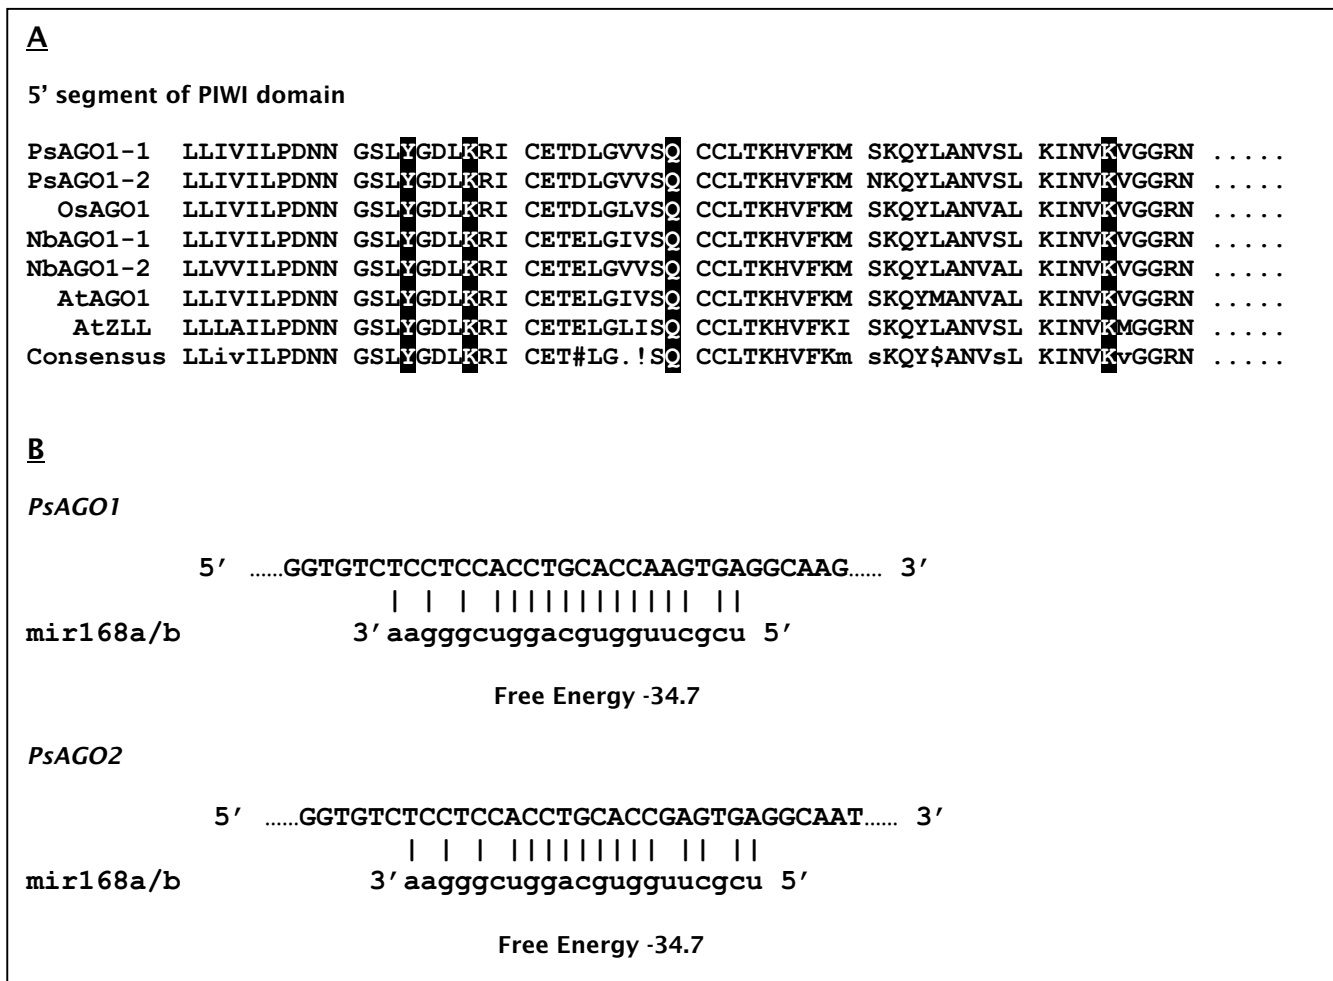 A
5’ segment of PIWI domain
PsAGO1-1 LLIVILPDNN GSLYGDLKRI CETDLGVVSQ CCLTKHVFKM SKQYLANVSL KINVKVGGRN .....
PsAGO1-2 LLIVILPDNN GSLYGDLKRI CETDLGVVSQ CCLTKHVFKM NKQYLANVSL KINVKVGGRN .....
OsAGO1 LLIVILPDNN GSLYGDLKRI CETDLGLVSQ CCLTKHVFKM SKQYLANVAL KINVKVGGRN .....
NbAGO1-1 LLIVILPDNN GSLYGDLKRI CETELGIVSQ CCLTKHVFKM SKQYLANVSL KINVKVGGRN .....
NbAGO1-2 LLVVILPDNN GSLYGDLKRI CETELGVVSQ CCLTKHVFKM SKQYLANVAL KINVKVGGRN .....
AtAGO1 LLIVILPDNN GSLYGDLKRI CETELGIVSQ CCLTKHVFKM SKQYMANVAL KINVKVGGRN .....
AtZLL LLLAILPDNN GSLYGDLKRI CETELGLISQ CCLTKHVFKI SKQYLANVSL KINVKMGGRN .....
Consensus LLivILPDNN GSLYGDLKRI CET#LG.!SQ CCLTKHVFKm sKQY$ANVsL KINVKvGGRN .....
B
PsAGO1
5’ ......GGTGTCTCCTCCACCTGCACCAAGTGAGGCAAG...... 3’
| | | |||||||||||| ||
mir168a/b 3’aagggcuggacgugguucgcu 5’
Free Energy -34.7
PsAGO2
5’ ......GGTGTCTCCTCCACCTGCACCGAGTGAGGCAAT...... 3’
| | | ||||||||| || ||
mir168a/b 3’aagggcuggacgugguucgcu 5’
Free Energy -34.7